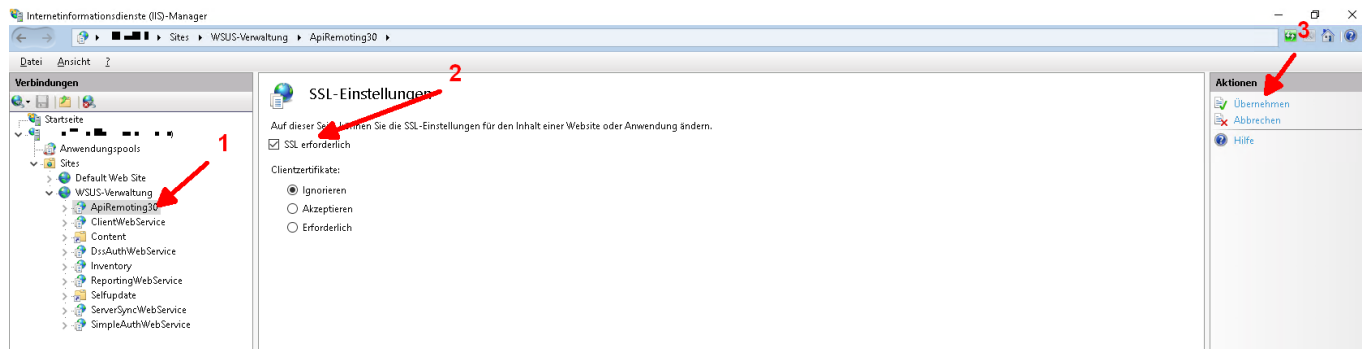 Internetinformationsdienste (IIS)-Manager
Sites WSUS-Verwaltung ApiRemoting30
3
Datei Ansicht ?
Verbindungen
Startseite
Anwendungspools
Sites
Default Web Site
WSUS-Verwaltung
ApiRemoting30
ClientWebService
Content
DssAuthWebService
Inventory
ReportingWebService
Selfupdate
ServerSyncWebService
SimpleAuthWebService
1
2
SSL-Einstellungen
Auf dieser Seite können Sie die SSL-Einstellungen für den Inhalt einer Website oder Anwendung ändern.
SSL erforderlich
Clientzertifikate:
Ignorieren
Akzeptieren
Erforderlich
Aktionen
Übernehmen
Abbrechen
Hilfe